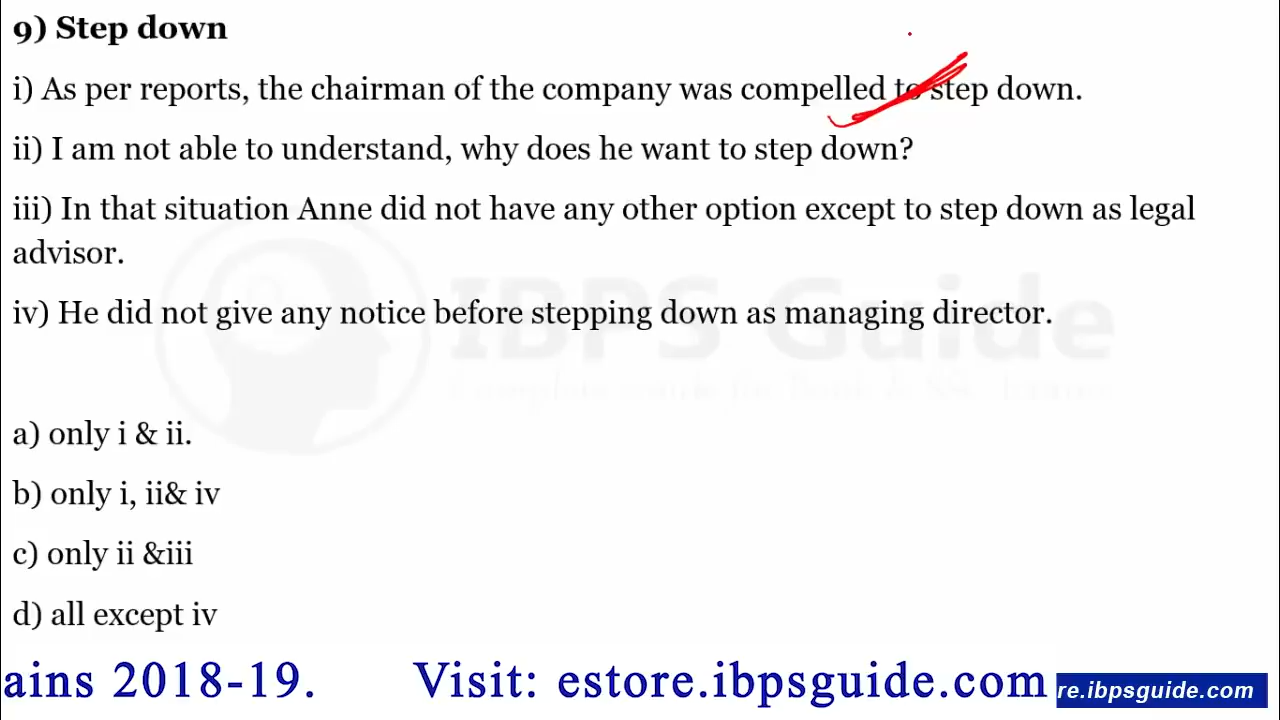 9) Step down
i) As per reports, the chairman of the company was compelled to step down.
ii) I am not able to understand, why does he want to step down?
iii) In that situation Anne did not have any other option except to step down as legal
advisor.
iv) He did not give any notice before stepping down as managing director.
IBPS Guide
a) only i & ii.
b) only i, ii& iv
c) only ii &iii
d) all except iv
ains 2018-19. Visit: estore.ibpsguide.com
re.ibpsguide.com